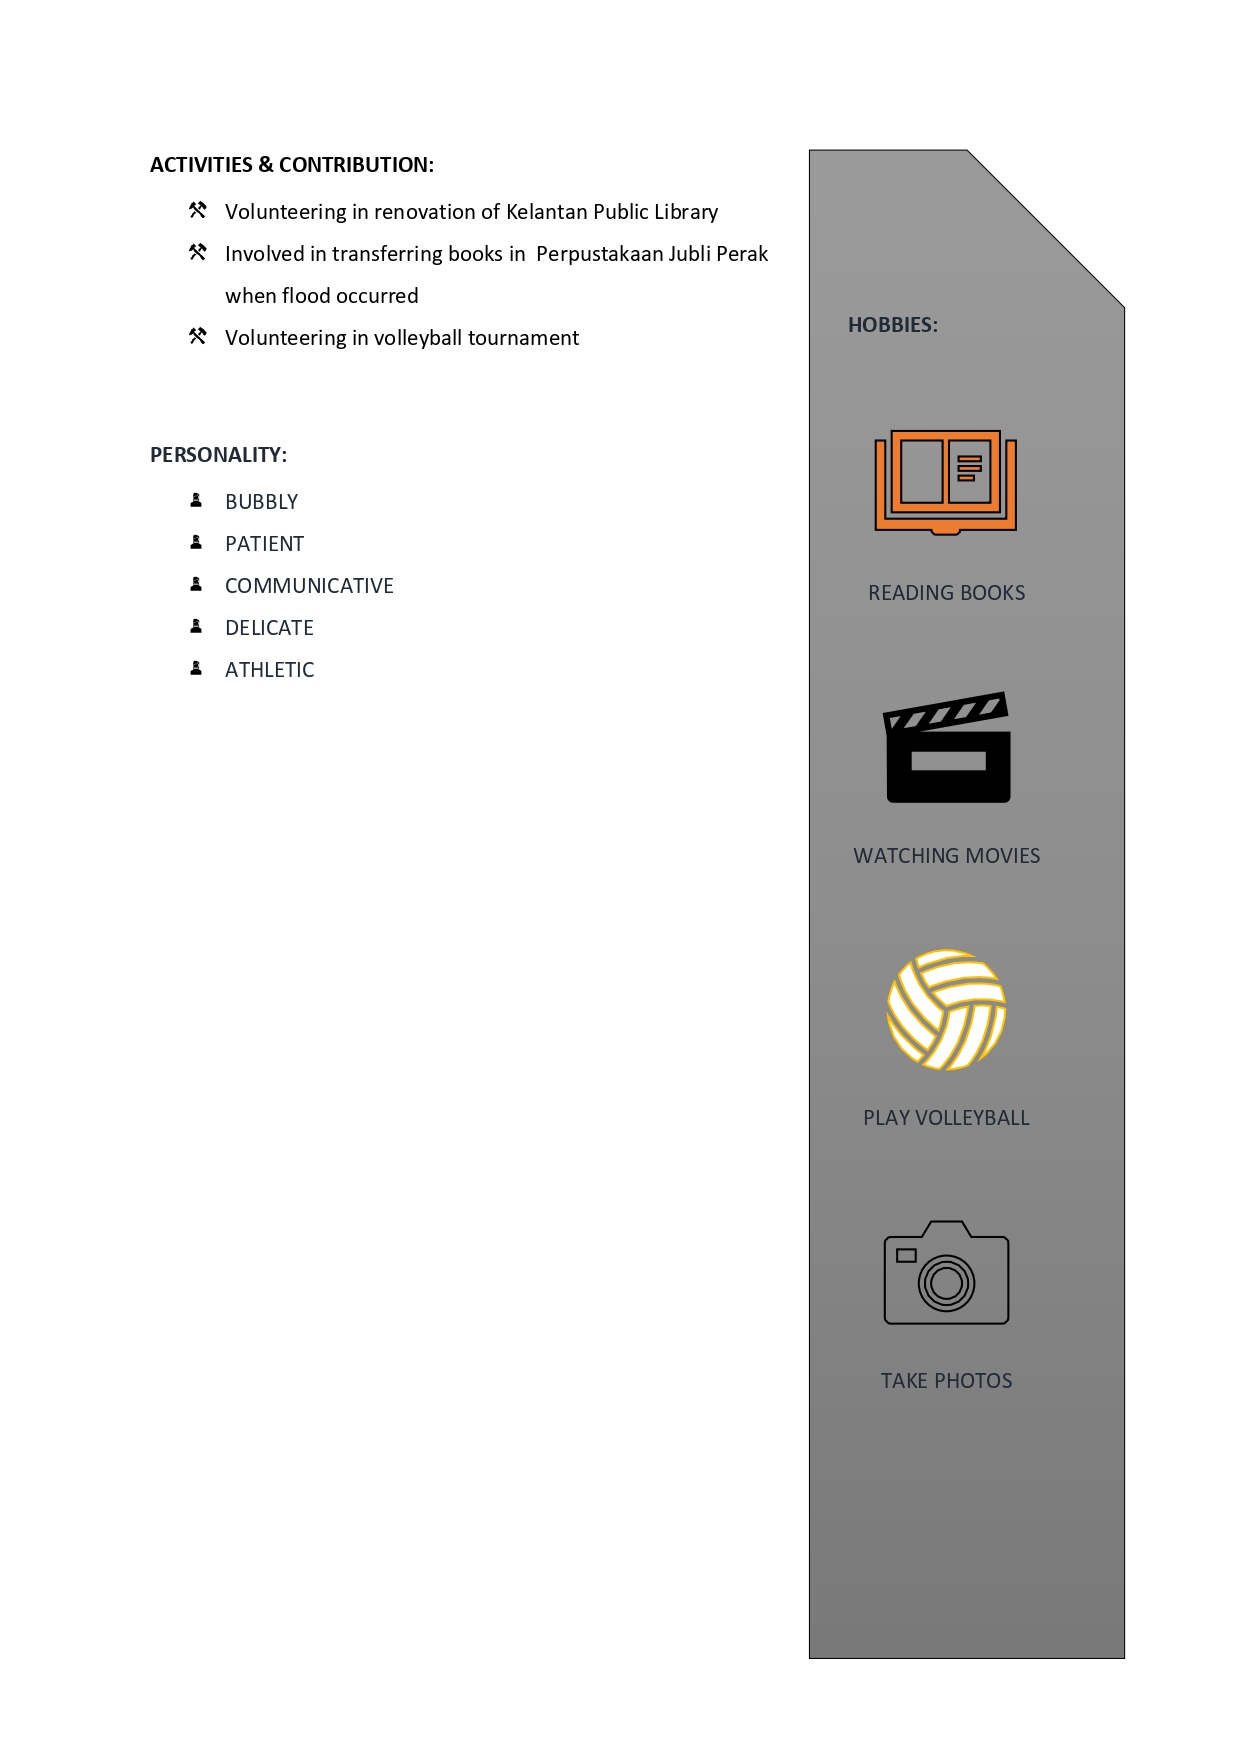 ACTIVITIES & CONTRIBUTION:
Volunteering in renovation of Kelantan Public Library
Involved in transferring books in  Perpustakaan Jubli Perak
when flood occurred
Volunteering in volleyball tournament
PERSONALITY:
BUBBLY
PATIENT
COMMUNICATIVE
DELICATE
ATHLETIC
HOBBIES:
READING BOOKS
WATCHING MOVIES
PLAY VOLLEYBALL
TAKE PHOTOS